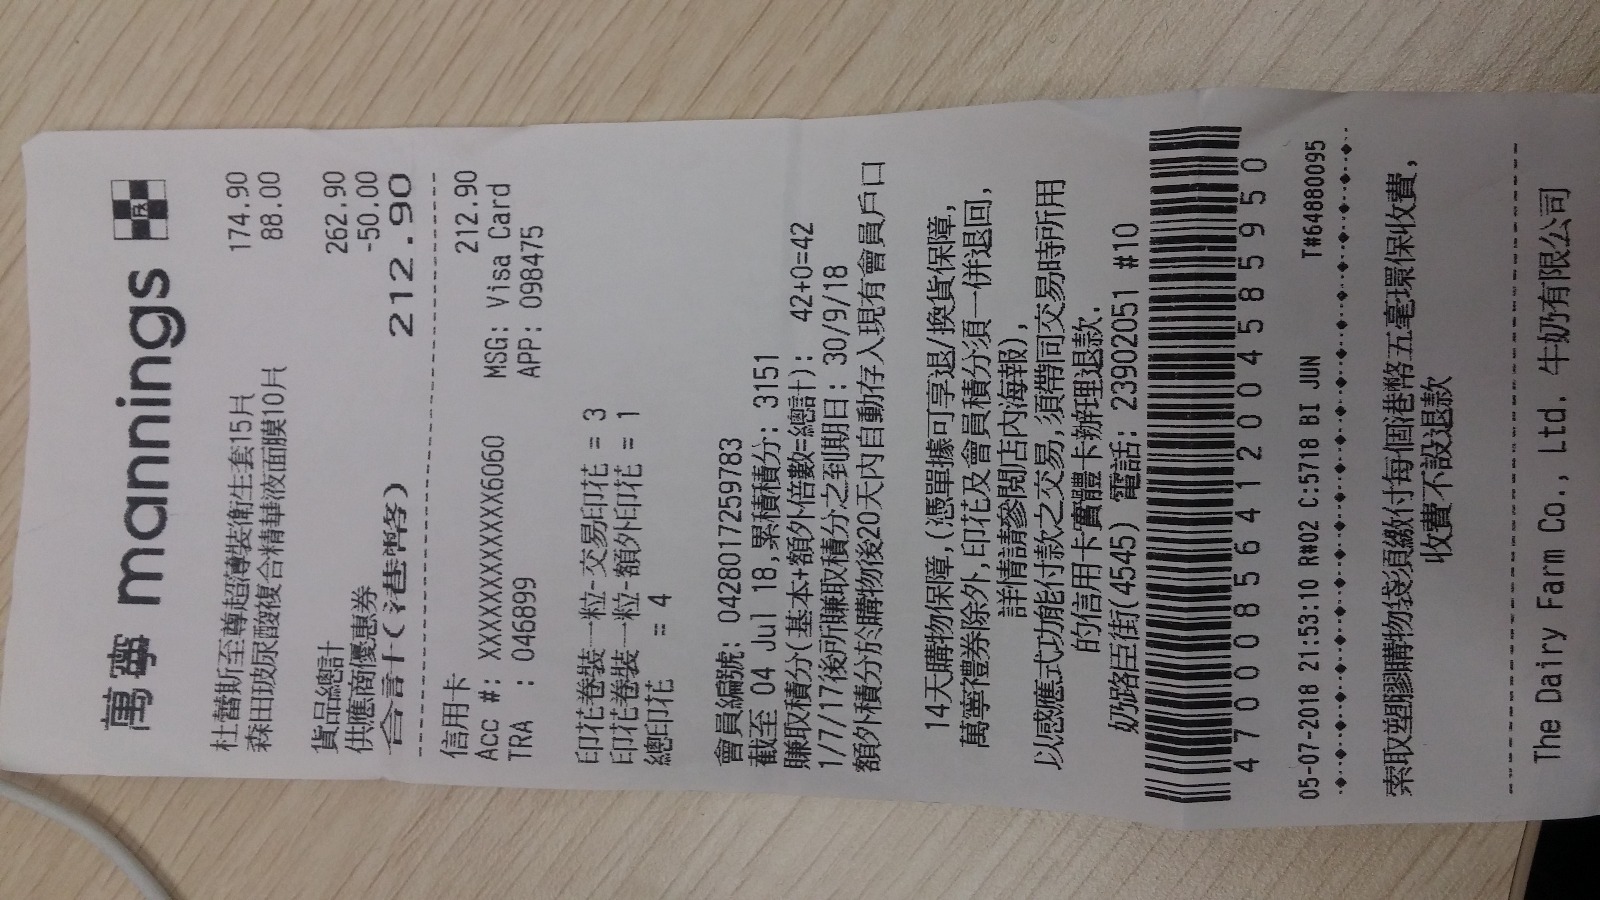 萬寧 mannings
杜蕾斯至尊超薄裝衛生套15片 174.90
森田玻尿酸複合精華液面膜10片 88.00
貨品總計 262.90
供應商優惠券 -50.00
合計(港幣) 212.90
信用卡 212.90
Acc #: XXXXXXXXXXXX6060 MSG: Visa Card
TRA : 046899 APP: 098475
印花卷裝一粒-交易印花 = 3
印花卷裝一粒-額外印花 = 1
總印花 = 4
會員編號: 0428017259783
截至 04 Jul 18,累積積分: 3151
賺取積分(基本+額外倍數=總計): 42+0=42
1/7/17後所賺取積分之到期日: 30/9/18
額外積分於購物後20天內自動存入現有會員戶口
14天購物保障,(憑單據可享退/換貨保障,
萬寧禮券除外,印花及會員積分須一併退回,
詳情請參閱店內海報),
以感應式功能付款之交易,須帶同交易時所用
的信用卡實體卡辦理退款.
奶路臣街(4545) 電話: 23902051 #10
47000856412004585950
05-07-2018 21:53:10 R#02 C:5718 BI JUN T#64880095
索取塑膠購物袋須繳付每個港幣五毫環保收費,
收費不設退款
The Dairy Farm Co., Ltd. 牛奶有限公司